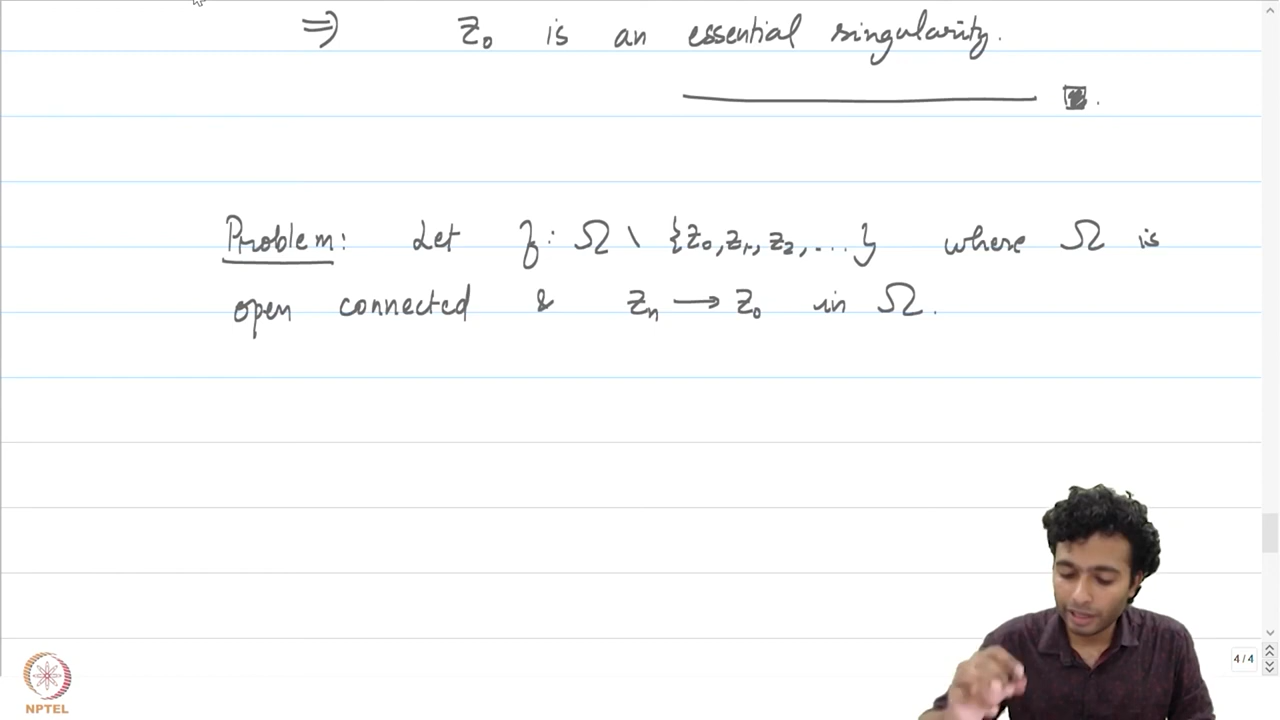 ⇒ z₀ is an essential singularity.
Problem: Let f: Ω \ {z₀, z₁, z₂, ...} where Ω is
open connected & zₙ → z₀ in Ω.
4 / 4
NPTEL